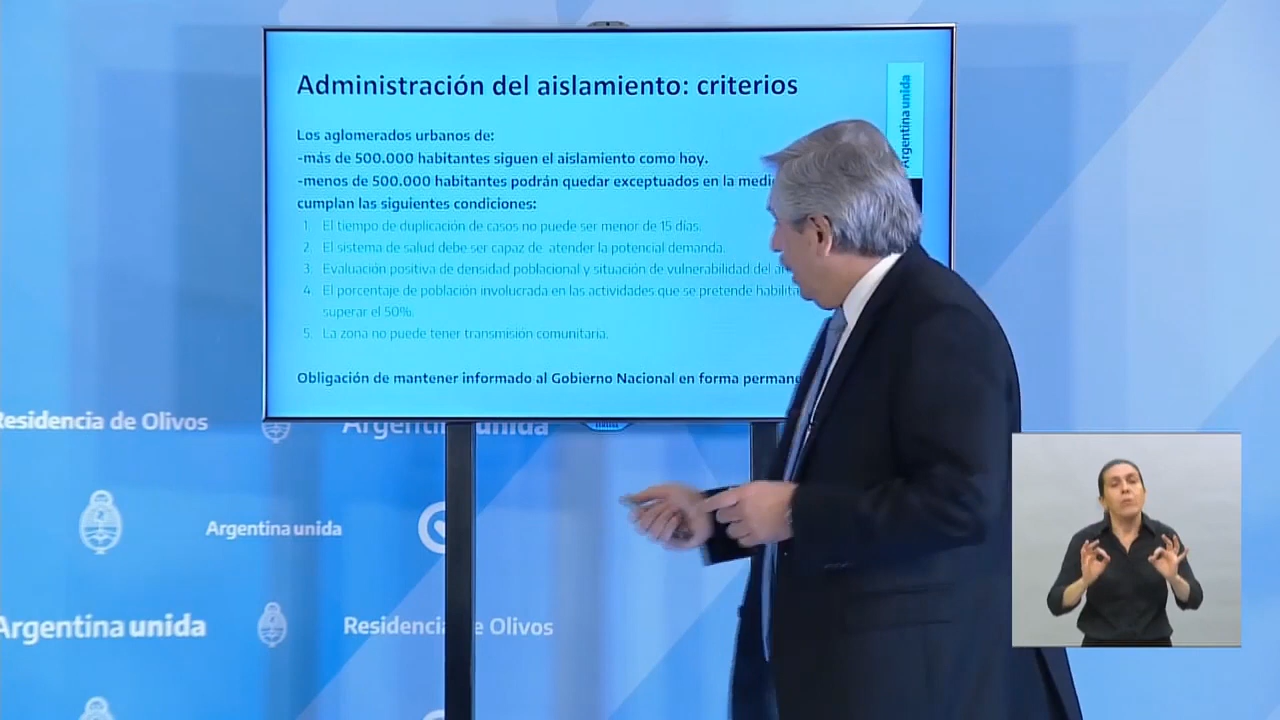 Administración del aislamiento: criterios
Argentina unida
Los aglomerados urbanos de:
-más de 500.000 habitantes siguen el aislamiento como hoy.
-menos de 500.000 habitantes podrán quedar exceptuados en la
cumplan las siguientes condiciones:
1. El tiempo de duplicación de casos no puede ser menor de 15 días.
2. El sistema de salud debe ser capaz de atender la potencial demanda.
3. Evaluación positiva de densidad poblacional y situación de vulnerabilidad del
4. El porcentaje de población involucrada en las actividades que se pretende
superar el 50%.
5. La zona no puede tener transmisión comunitaria.
Obligación de mantener informado al Gobierno Nacional en forma
Residencia de Olivos
Argentina unida
Argentina unida
Argentina unida
Residencia de Olivos